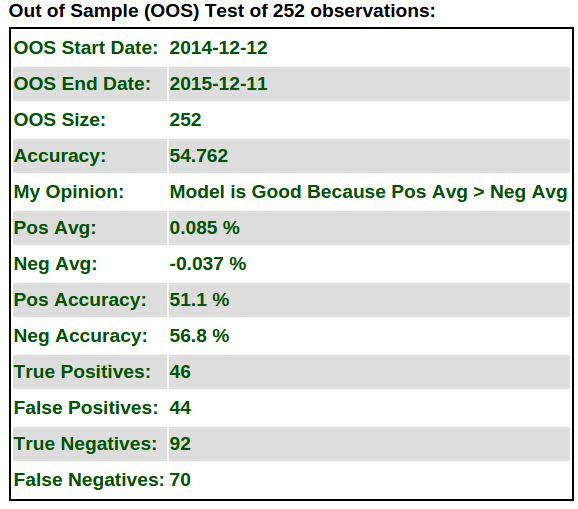 Out of Sample (OOS) Test of 252 observations:
OOS Start Date: 2014-12-12
OOS End Date: 2015-12-11
OOS Size: 252
Accuracy: 54.762
My Opinion: Model is Good Because Pos Avg > Neg Avg
Pos Avg: 0.085 %
Neg Avg: -0.037 %
Pos Accuracy: 51.1 %
Neg Accuracy: 56.8 %
True Positives: 46
False Positives: 44
True Negatives: 92
False Negatives: 70